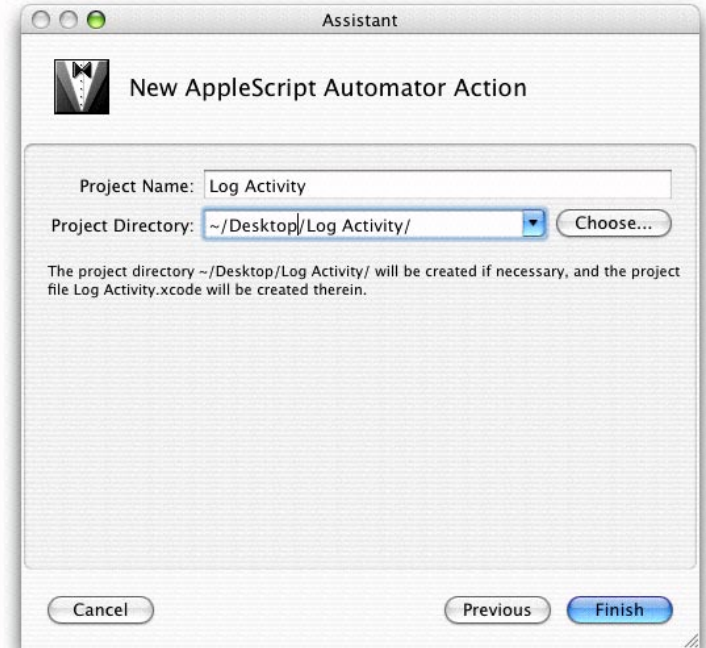 Assistant
New AppleScript Automator Action
Project Name: Log Activity
Project Directory: ~/Desktop/Log Activity/ Choose...
The project directory ~/Desktop/Log Activity/ will be created if necessary, and the project
file Log Activity.xcode will be created therein.
Cancel Previous Finish